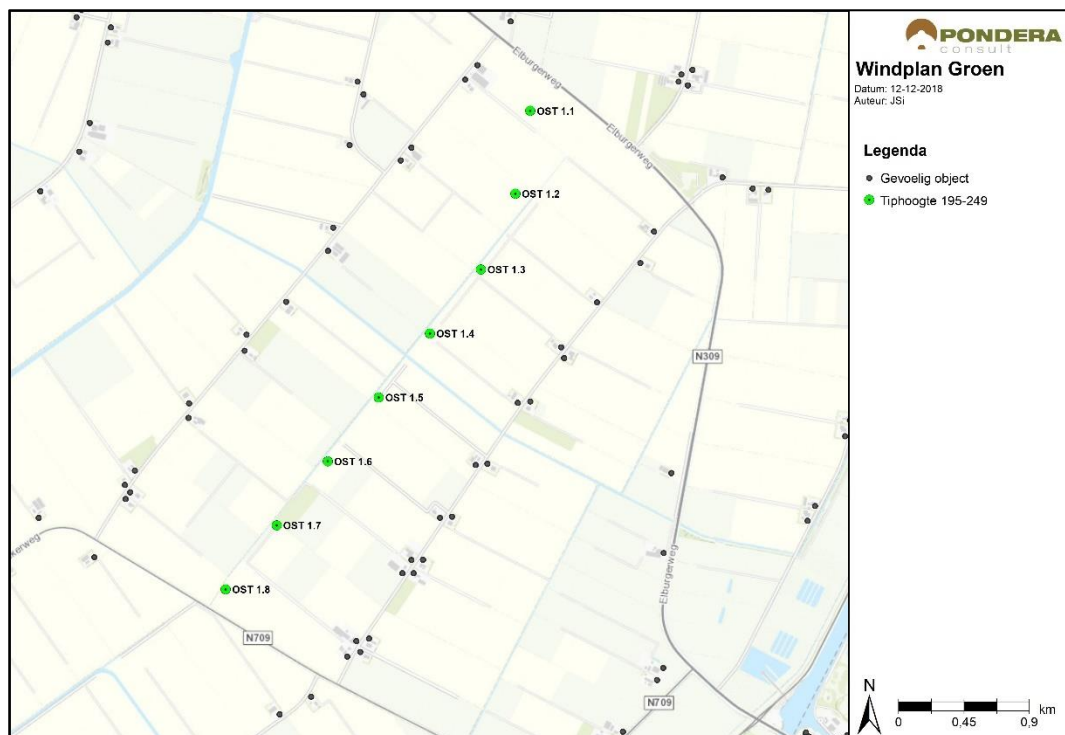 PONDERA
consult
Windplan Groen
Datum: 12-12-2018
Auteur: JSi
Legenda
Gevoelig object
Tiphoogte 195-249
Elburgerweg
OST 1.1
Elburgerweg
OST 1.2
OST 1.3
OST 1.4
N309
OST 1.5
OST 1.6
OST 1.7
kerweg
Elburgerweg
OST 1.8
N709
N709
N
km
0 0,45 0,9